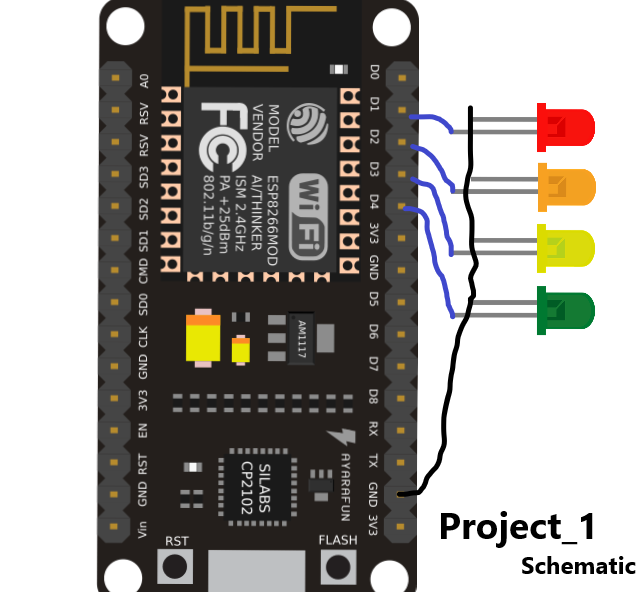 A0
RSV
RSV
SD3
SD2
SD1
CMD
SD0
CLK
GND
3V3
EN
RST
GND
Vin
D0
D1
D2
D3
D4
3V3
GND
D5
D6
D7
D8
RX
TX
GND
3V3
MODEL ESP8266MOD
VENDOR AI/THINKER
ISM 2.4GHz
PA +25dBm
802.11b/g/n
FC
Wi Fi
AM1117
SILABS
CP2102
AYARAFUN
RST
FLASH
Project_1
Schematic